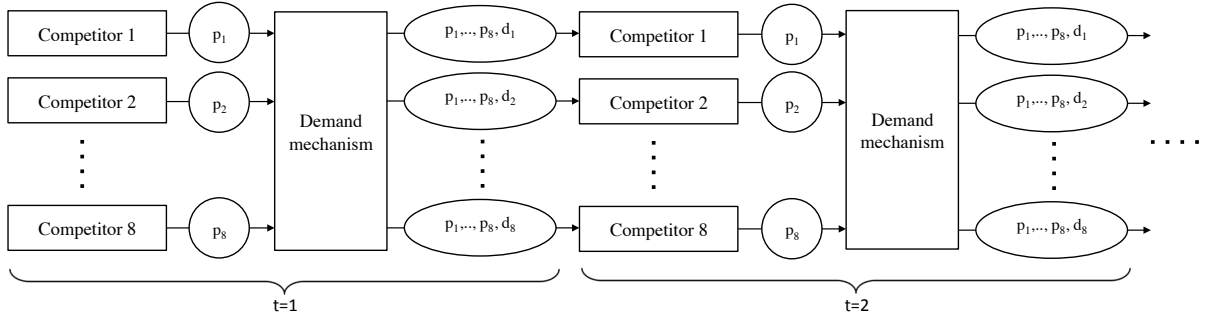 Competitor 1
p1
p1,.., p8, d1
Competitor 1
p1
p1,.., p8, d1
Competitor 2
p2
p1,.., p8, d2
Competitor 2
p2
p1,.., p8, d2
Demand
mechanism
Demand
mechanism
Competitor 8
p8
p1,.., p8, d8
Competitor 8
p8
p1,.., p8, d8
t=1
t=2